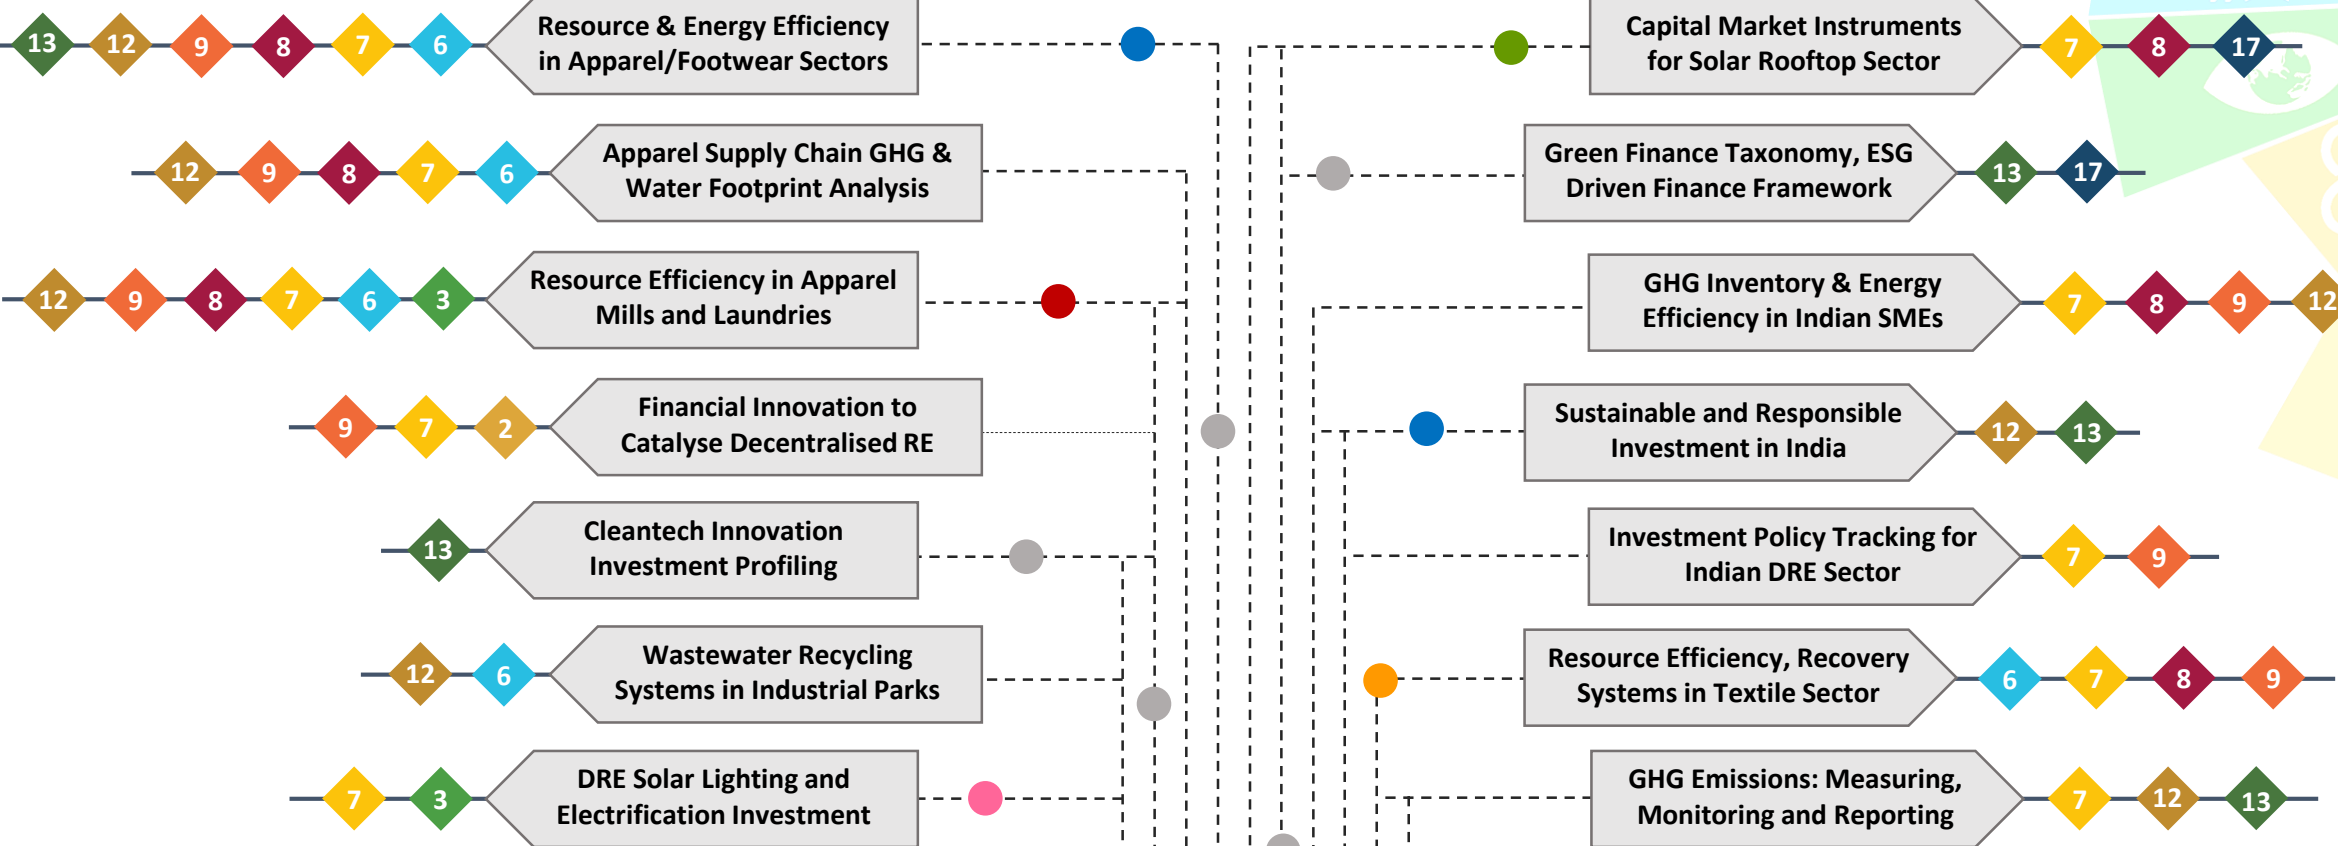 13 12 9 8 7 6
Resource & Energy Efficiency
in Apparel/Footwear Sectors
Capital Market Instruments
for Solar Rooftop Sector
7 8 17
12 9 8 7 6
Apparel Supply Chain GHG &
Water Footprint Analysis
Green Finance Taxonomy, ESG
Driven Finance Framework
13 17
12 9 8 7 6 3
Resource Efficiency in Apparel
Mills and Laundries
GHG Inventory & Energy
Efficiency in Indian SMEs
7 8 9 12
9 7 2
Financial Innovation to
Catalyse Decentralised RE
Sustainable and Responsible
Investment in India
12 13
13
Cleantech Innovation
Investment Profiling
Investment Policy Tracking for
Indian DRE Sector
7 9
12 6
Wastewater Recycling
Systems in Industrial Parks
Resource Efficiency, Recovery
Systems in Textile Sector
6 7 8 9
7 3
DRE Solar Lighting and
Electrification Investment
GHG Emissions: Measuring,
Monitoring and Reporting
7 12 13